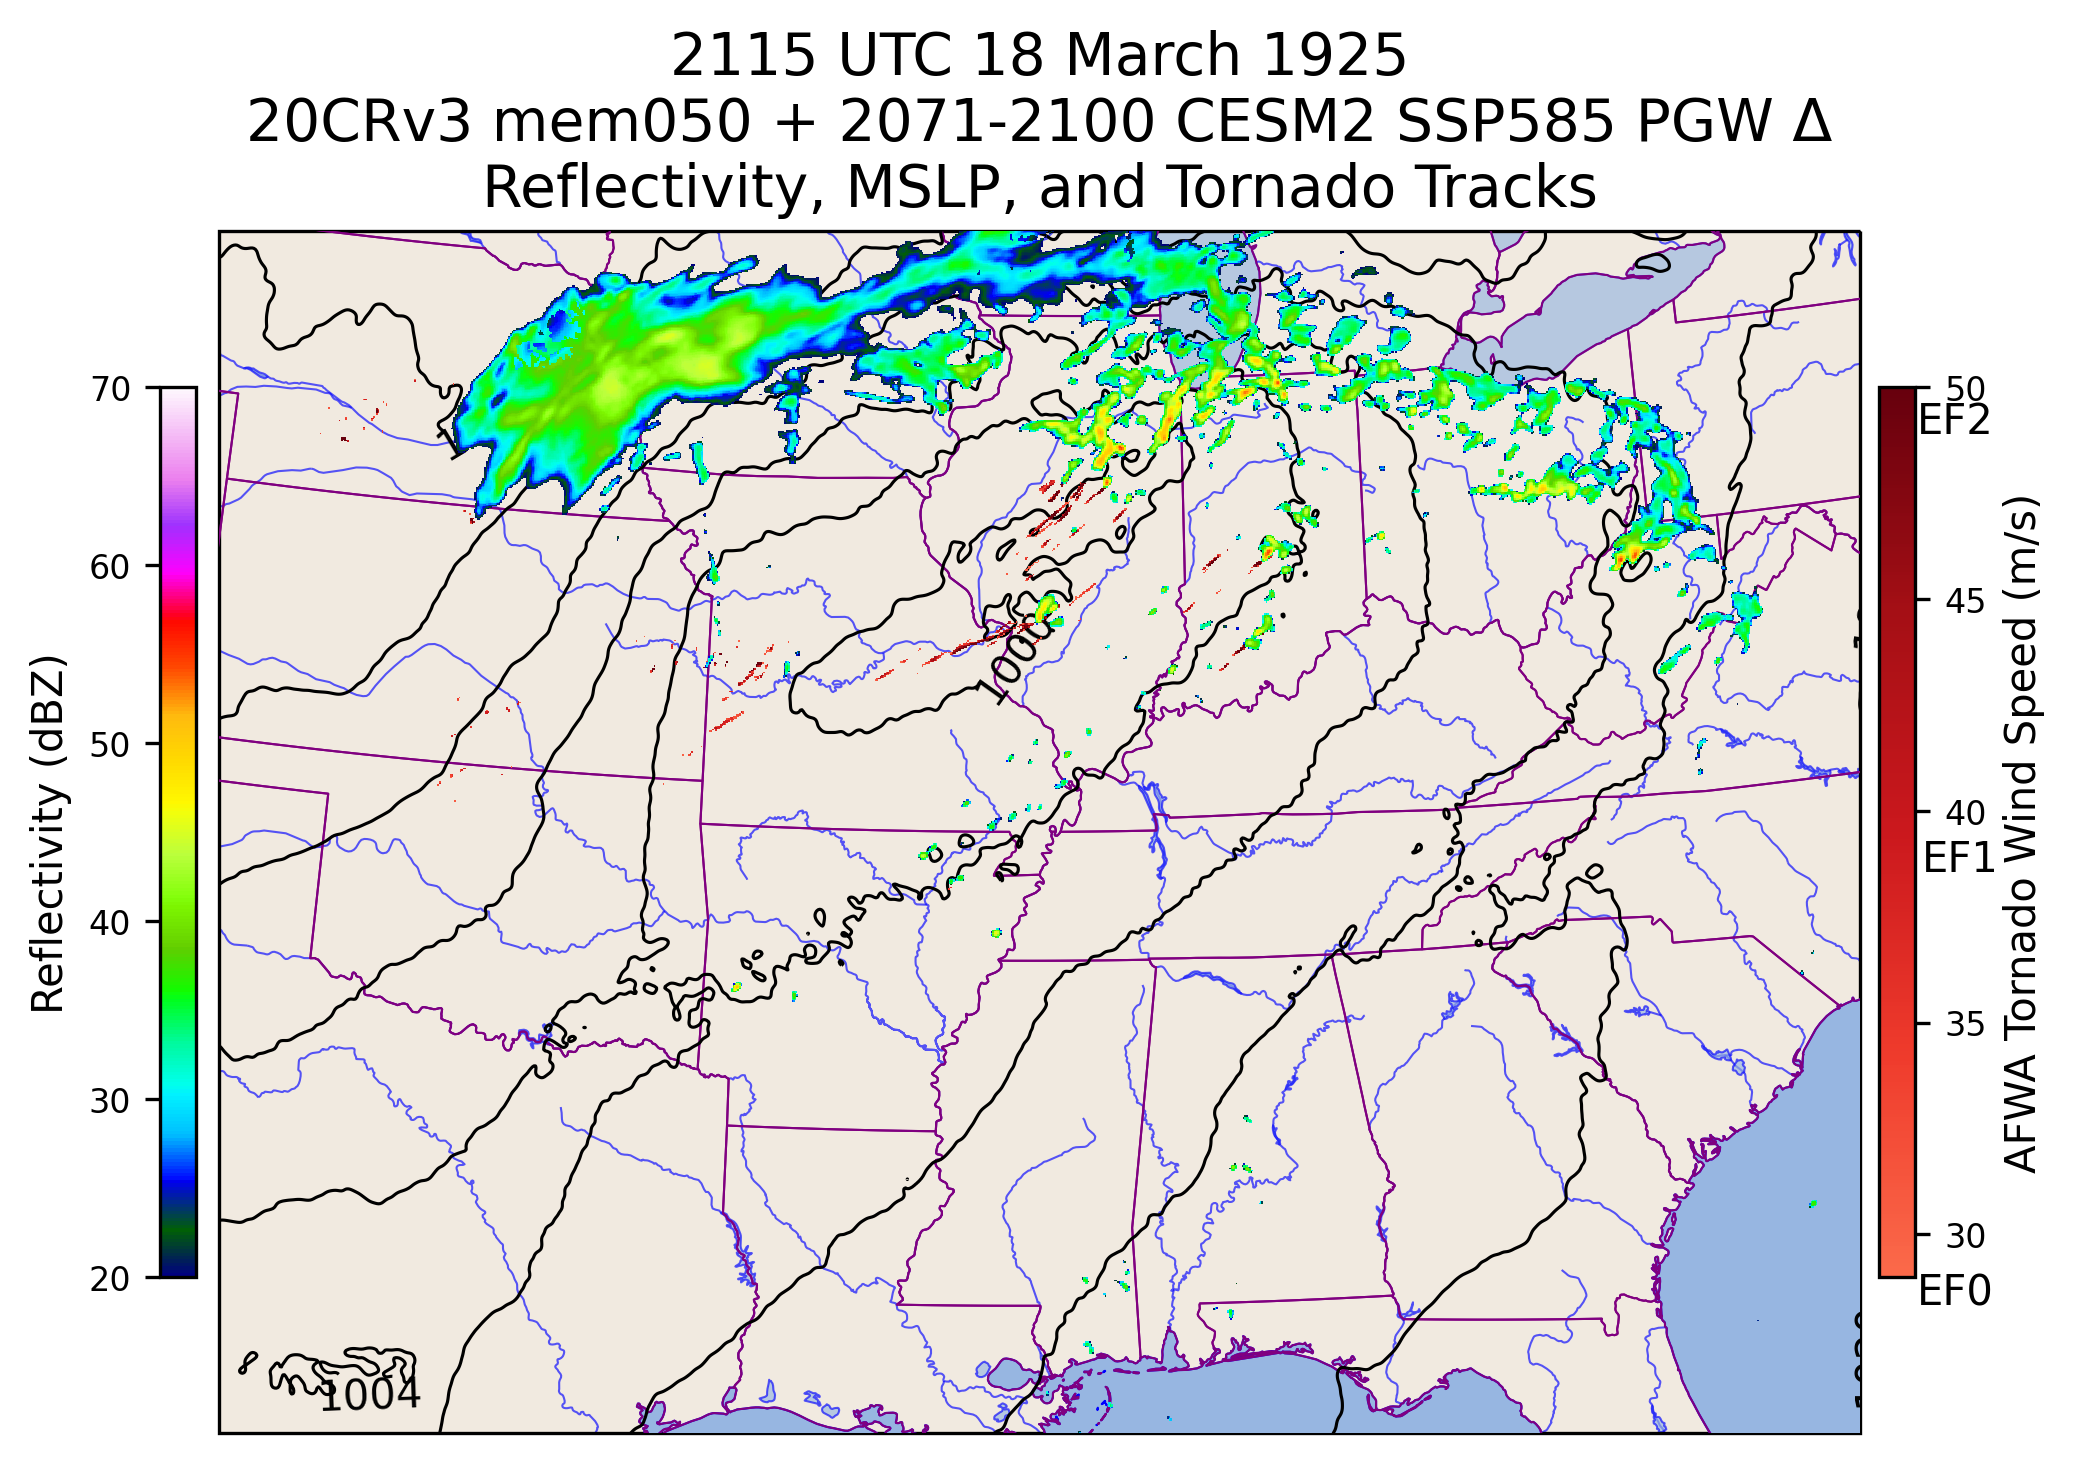 2115 UTC 18 March 1925
20CRv3 mem050 + 2071-2100 CESM2 SSP585 PGW Δ
Reflectivity, MSLP, and Tornado Tracks
Reflectivity (dBZ)
70
60
50
40
30
20
1000
1004
50
EF2
45
40
EF1
35
30
EF0
AFWA Tornado Wind Speed (m/s)